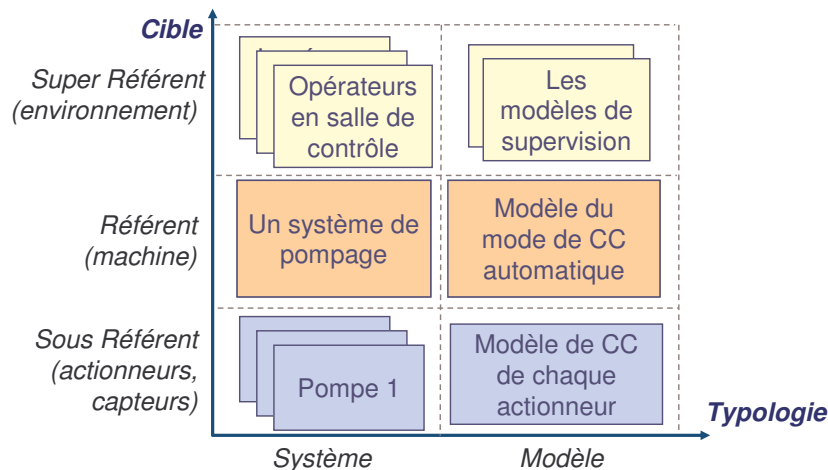 Cible
Super Référent
(environnement)
Opérateurs
en salle de
contrôle
Les
modèles de
supervision
Référent
(machine)
Un système de
pompage
Modèle du
mode de CC
automatique
Sous Référent
(actionneurs,
capteurs)
Pompe 1
Modèle de CC
de chaque
actionneur
Typologie
Système
Modèle